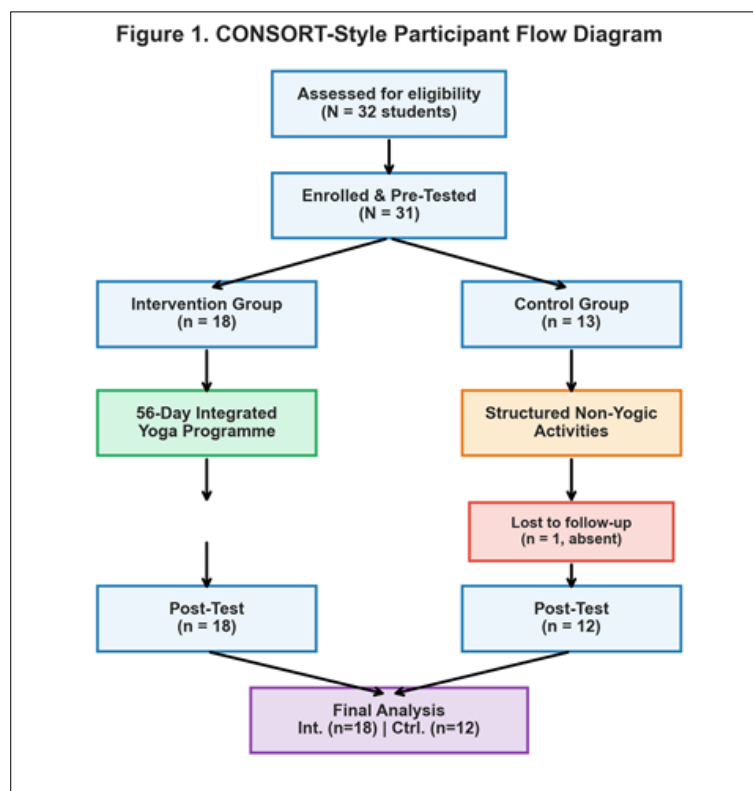 Figure 1. CONSORT-Style Participant Flow Diagram
Assessed for eligibility
(N = 32 students)
Enrolled & Pre-Tested
(N = 31)
Intervention Group
(n = 18)
Control Group
(n = 13)
56-Day Integrated
Yoga Programme
Structured Non-Yogic
Activities
Lost to follow-up
(n = 1, absent)
Post-Test
(n = 18)
Post-Test
(n = 12)
Final Analysis
Int. (n=18) | Ctrl. (n=12)